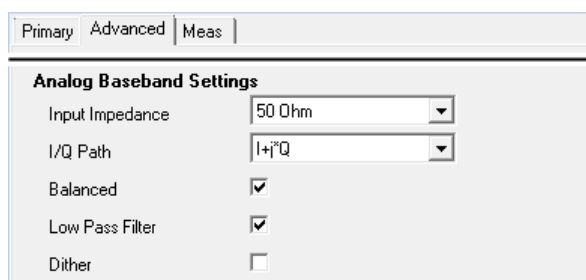 Primary Advanced Meas
Analog Baseband Settings
Input Impedance 50 Ohm
I/Q Path I+j*Q
Balanced
Low Pass Filter
Dither